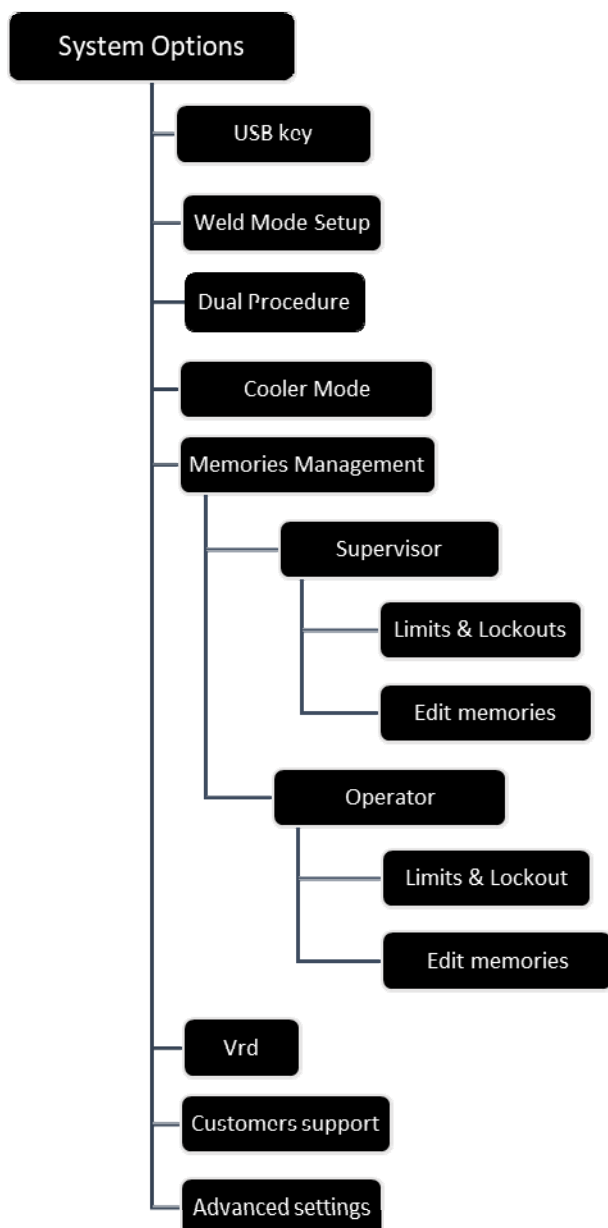 System Options
USB key
Weld Mode Setup
Dual Procedure
Cooler Mode
Memories Management
Supervisor
Limits & Lockouts
Edit memories
Operator
Limits & Lockout
Edit memories
Vrd
Customers support
Advanced settings